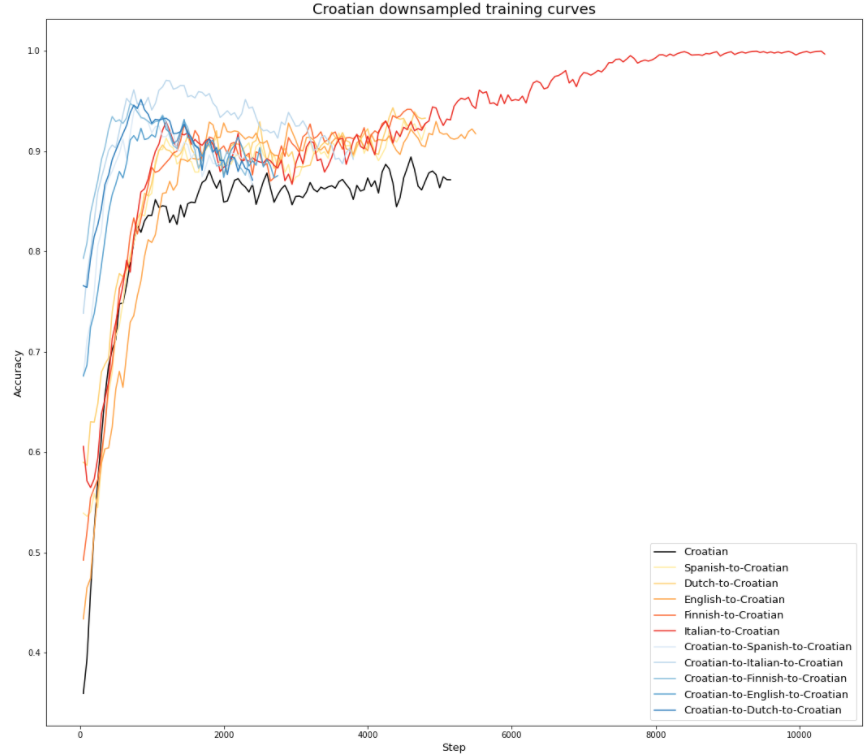 Croatian downsampled training curves
1.0
0.9
0.8
0.7
0.6
0.5
0.4
Accuracy
0
2000
4000
6000
8000
10000
Step
Croatian
Spanish-to-Croatian
Dutch-to-Croatian
English-to-Croatian
Finnish-to-Croatian
Italian-to-Croatian
Croatian-to-Spanish-to-Croatian
Croatian-to-Italian-to-Croatian
Croatian-to-Finnish-to-Croatian
Croatian-to-English-to-Croatian
Croatian-to-Dutch-to-Croatian